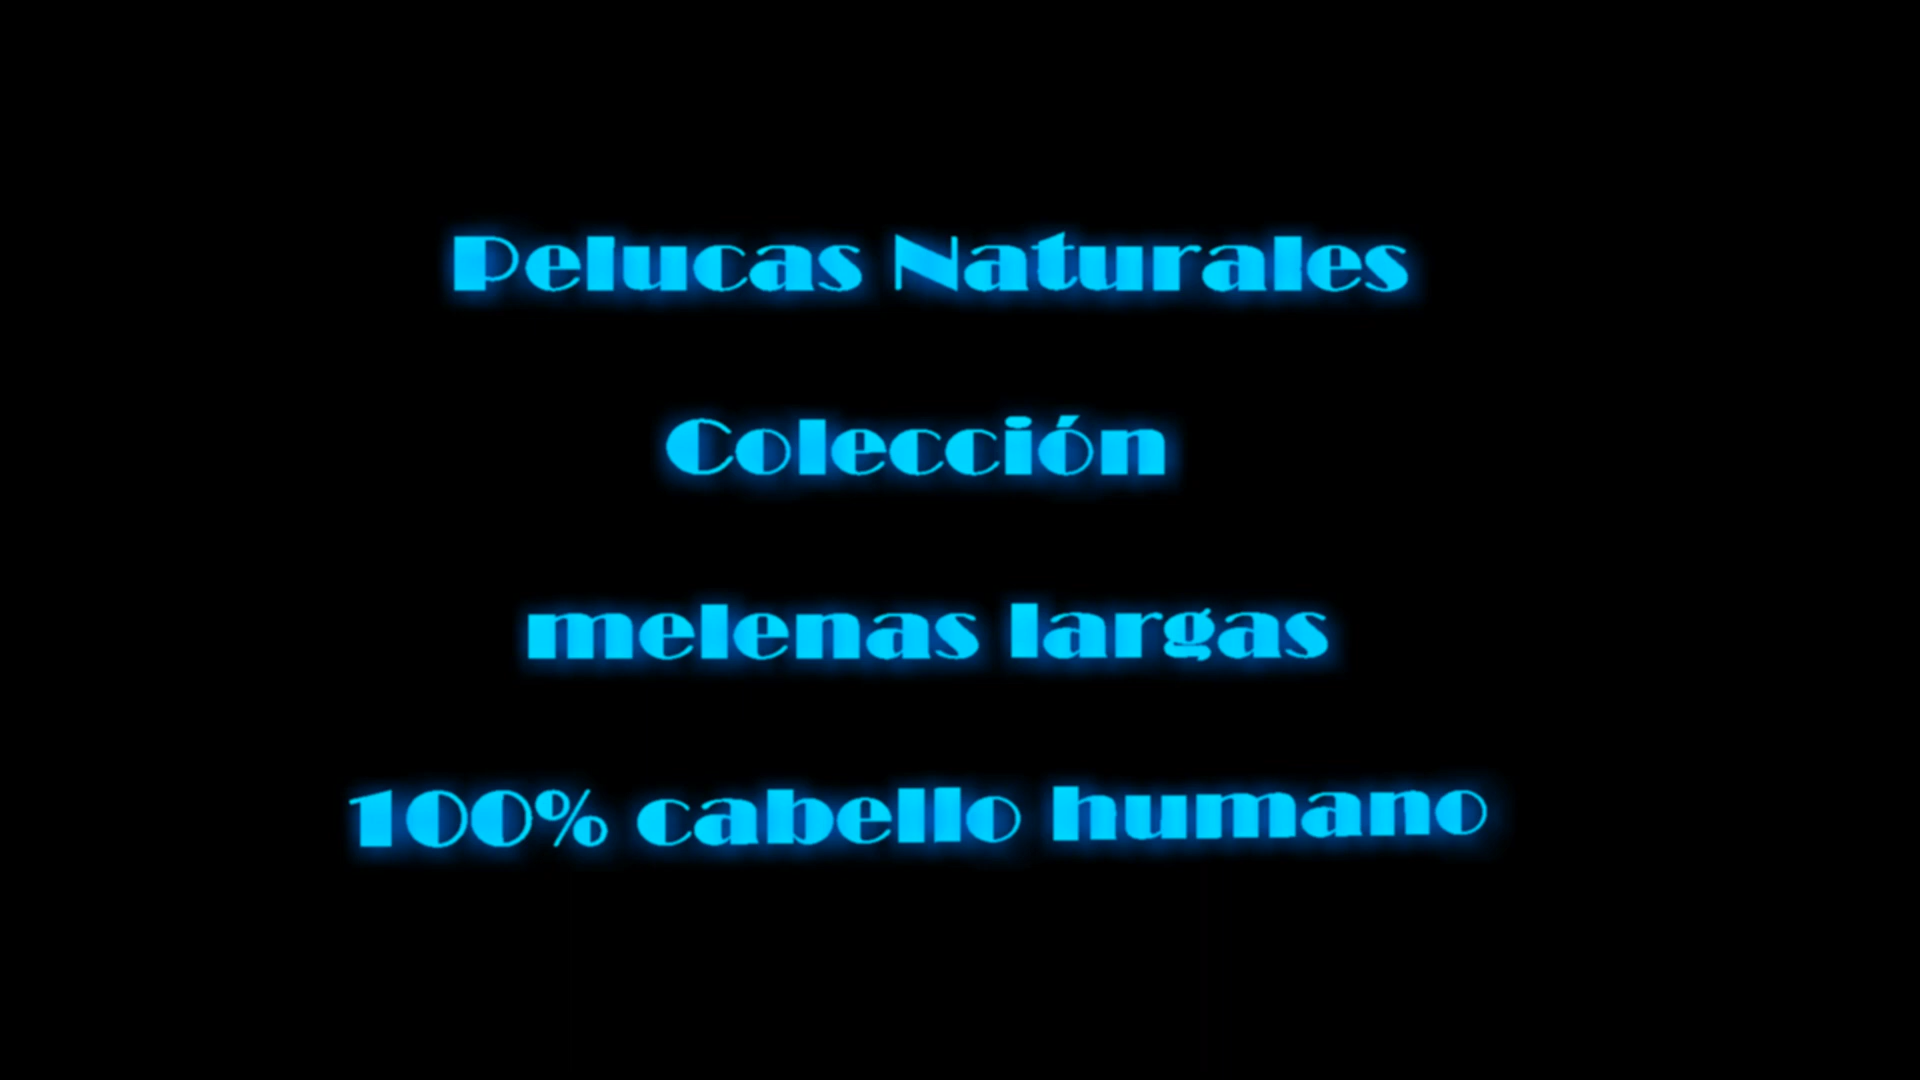 Pelucas Naturales
Colección
melenas largas
100% cabello humano